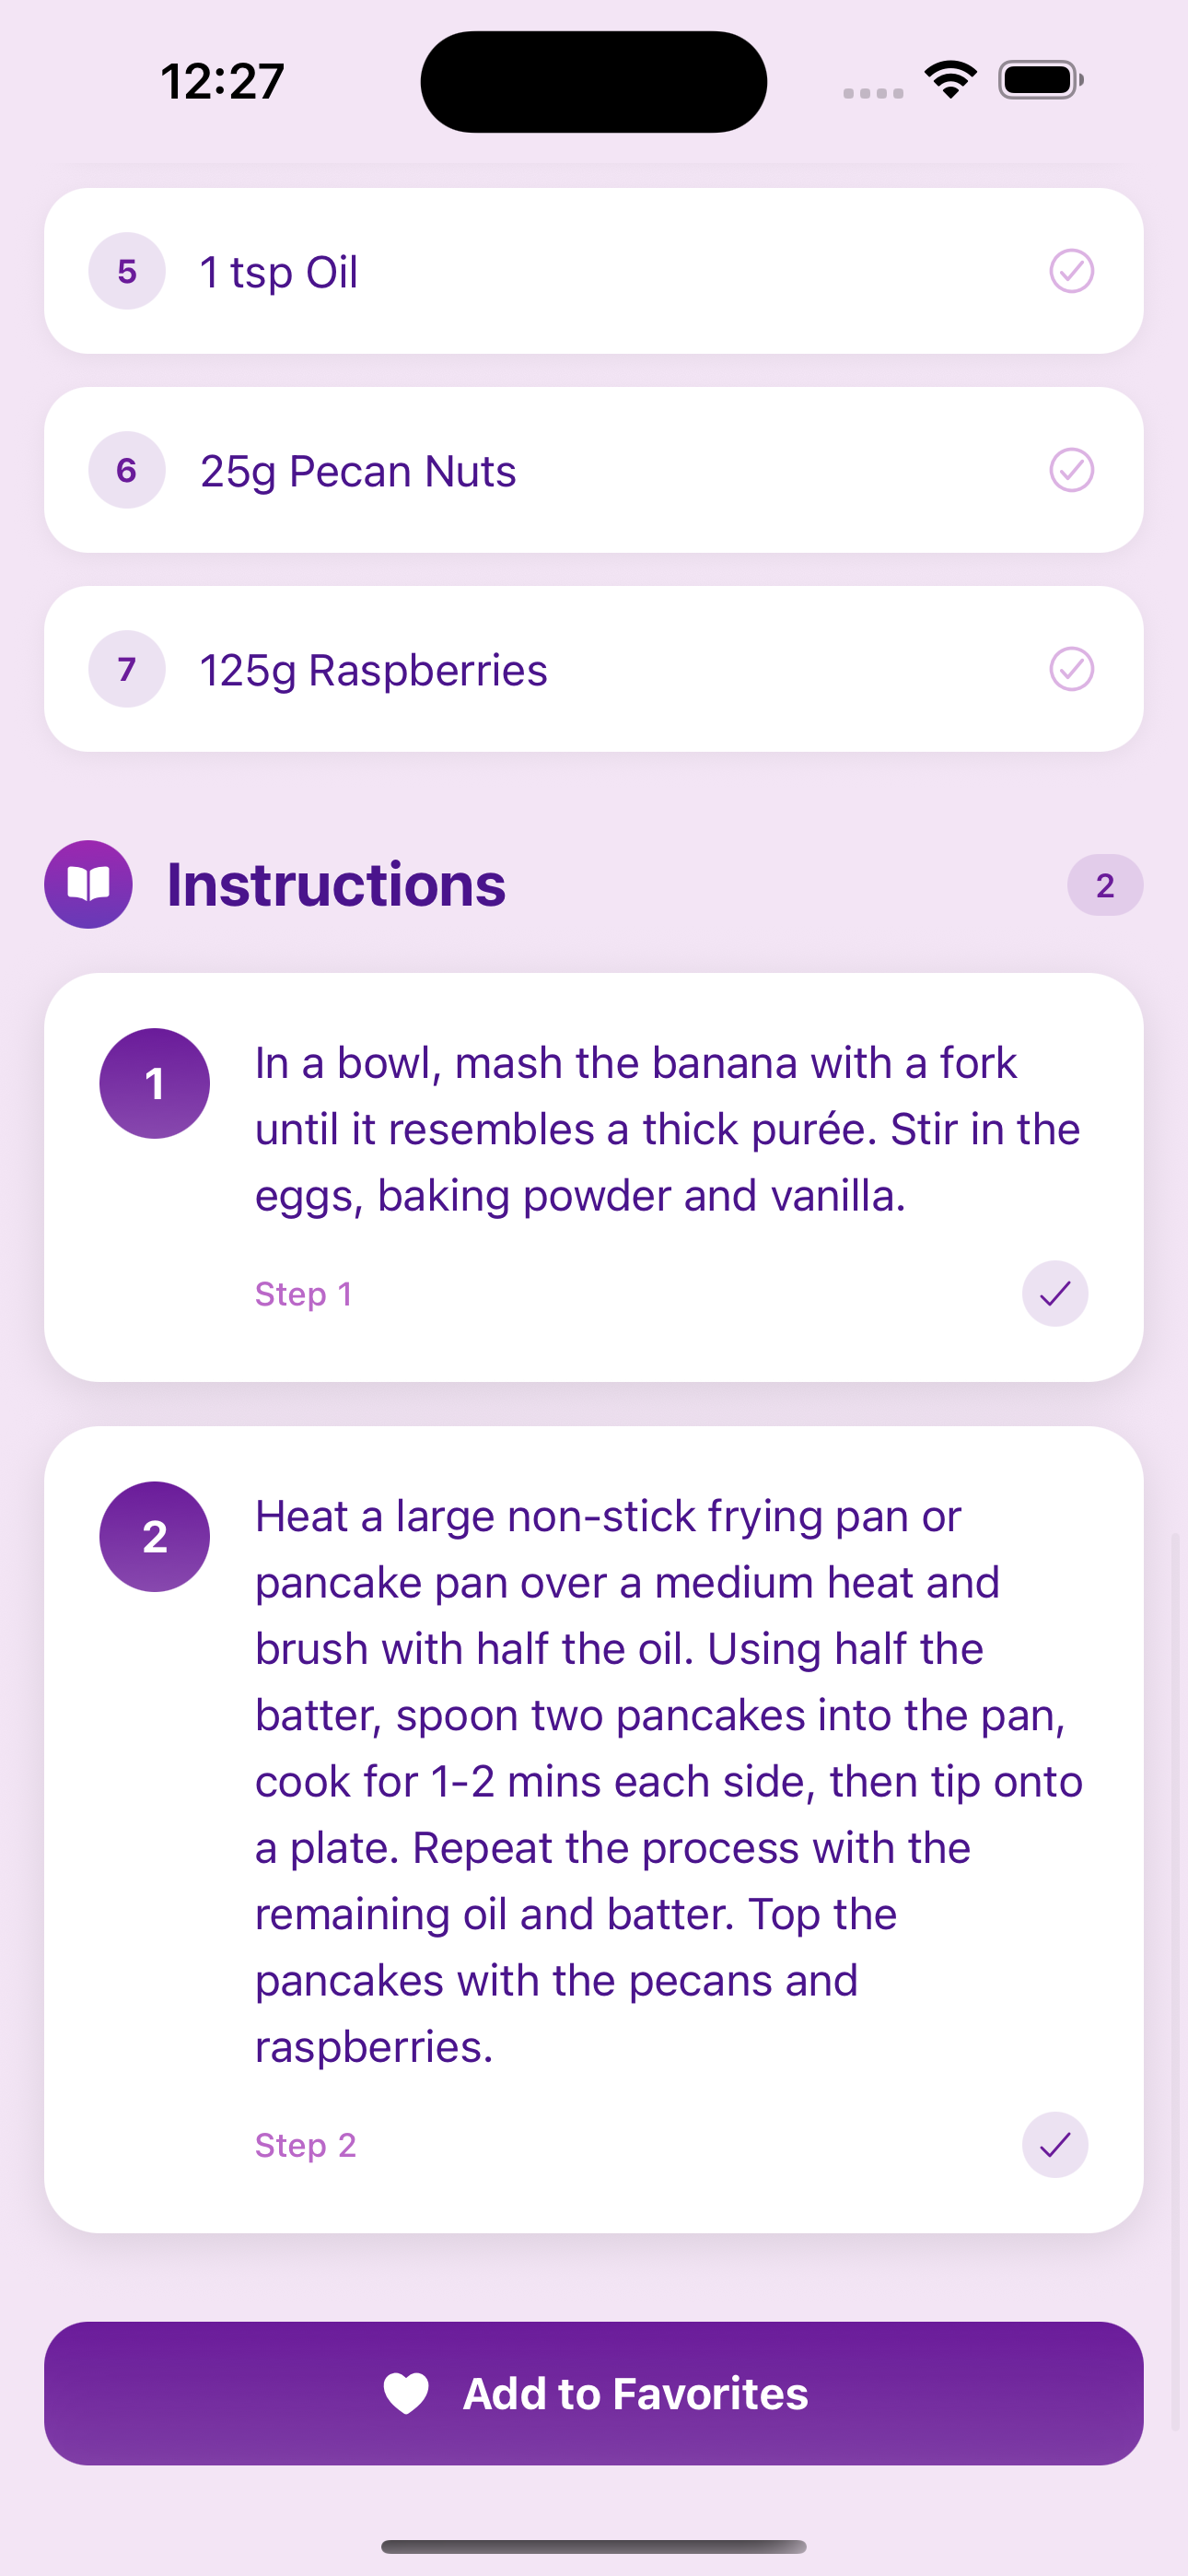 12:27
5 1 tsp Oil
6 25g Pecan Nuts
7 125g Raspberries
Instructions 2
1
In a bowl, mash the banana with a fork
until it resembles a thick purée. Stir in the
eggs, baking powder and vanilla.
Step 1
2
Heat a large non-stick frying pan or
pancake pan over a medium heat and
brush with half the oil. Using half the
batter, spoon two pancakes into the pan,
cook for 1-2 mins each side, then tip onto
a plate. Repeat the process with the
remaining oil and batter. Top the
pancakes with the pecans and
raspberries.
Step 2
Add to Favorites